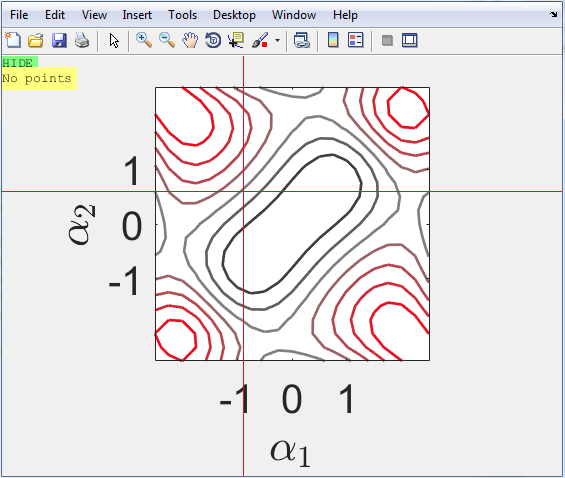 File Edit View Insert Tools Desktop Window Help
HIDE
No points
1
0
-1
α2
-1 0 1
α1